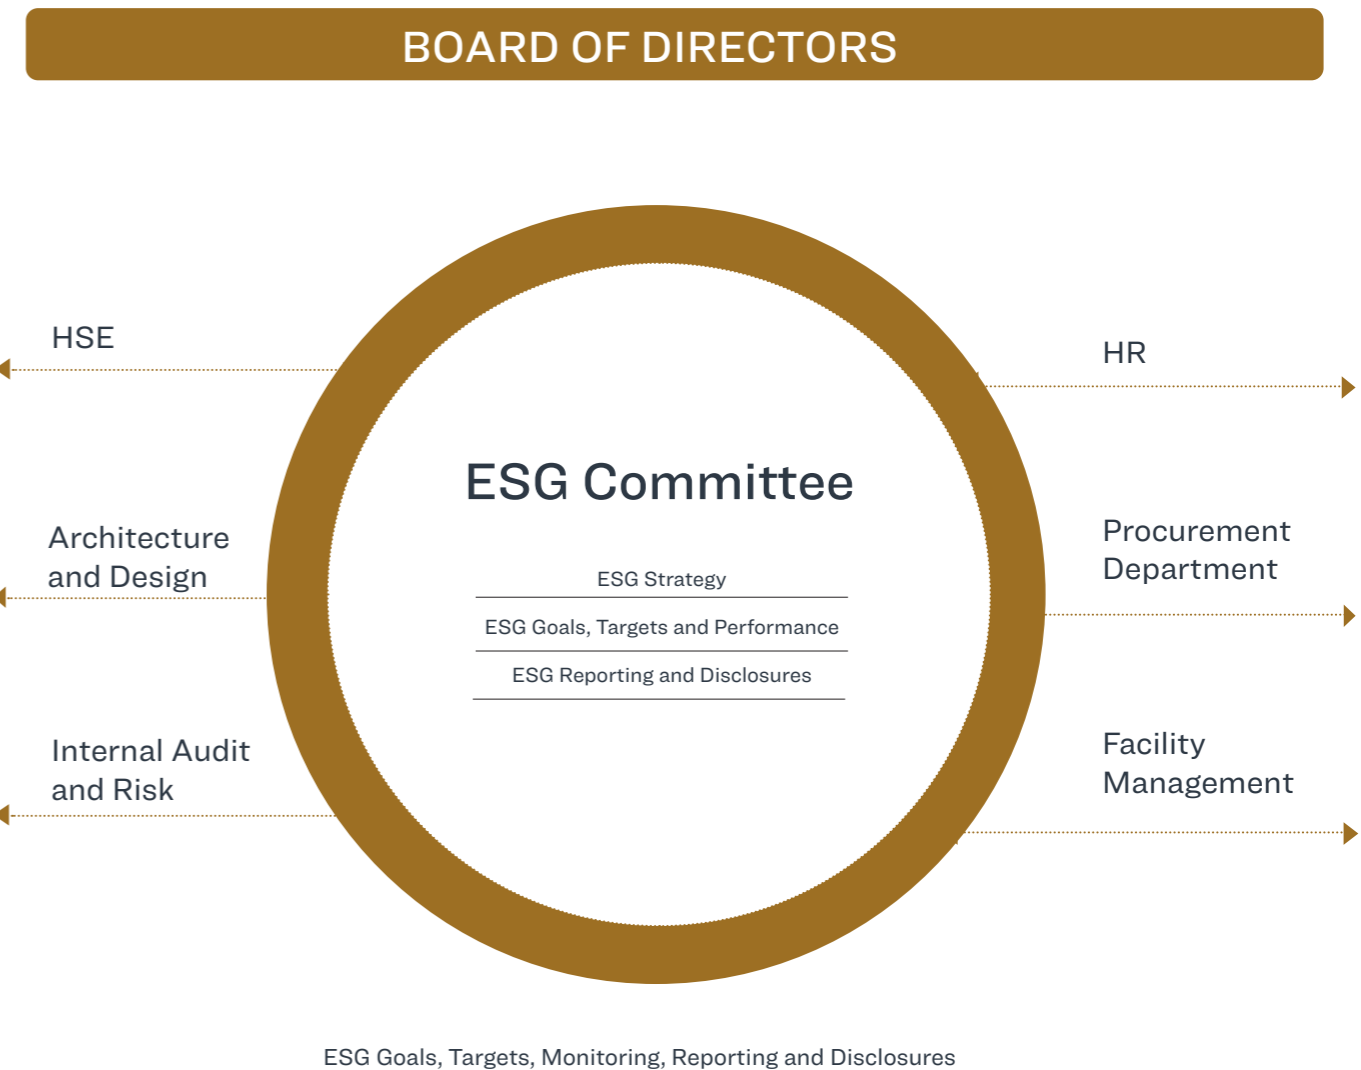 BOARD OF DIRECTORS
HSE
HR
ESG Committee
Architecture
and Design
Procurement
Department
ESG Strategy
ESG Goals, Targets and Performance
ESG Reporting and Disclosures
Internal Audit
and Risk
Facility
Management
ESG Goals, Targets, Monitoring, Reporting and Disclosures